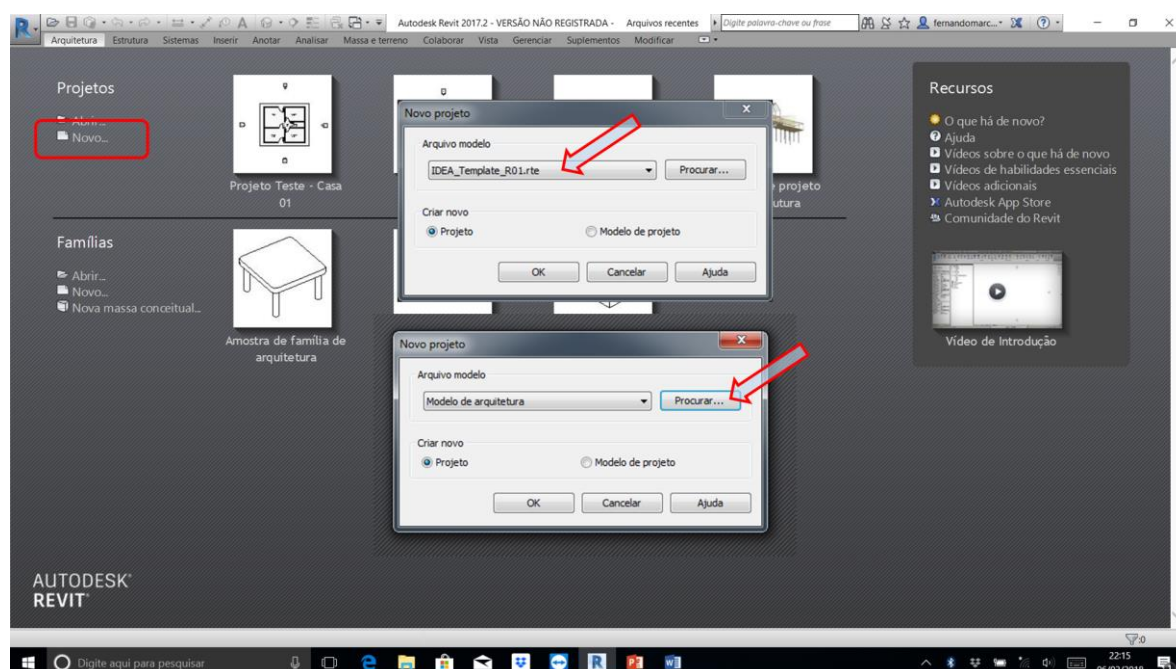 Autodesk Revit 2017.2 - VERSÃO NÃO REGISTRADA - Arquivos recentes
Digite palavra-chave ou frase
fernandomarc...
Arquitetura Estrutura Sistemas Inserir Anotar Analisar Massa e terreno Colaborar Vista Gerenciar Suplementos Modificar
Projetos
Abrir...
Novo...
Projeto Teste - Casa
01
Novo projeto
Arquivo modelo
IDEA_Template_R01.rte
Procurar...
Criar novo
Projeto
Modelo de projeto
OK
Cancelar
Ajuda
projeto
utura
Famílias
Abrir...
Novo...
Nova massa conceitual...
Amostra de família de
arquitetura
Novo projeto
Arquivo modelo
Modelo de arquitetura
Procurar...
Criar novo
Projeto
Modelo de projeto
OK
Cancelar
Ajuda
Recursos
O que há de novo?
Ajuda
Vídeos sobre o que há de novo
Vídeos de habilidades essenciais
Vídeos adicionais
Autodesk App Store
Comunidade do Revit
Vídeo de Introdução
AUTODESK®
REVIT®
:0
Digite aqui para pesquisar
22:15
06/02/2018